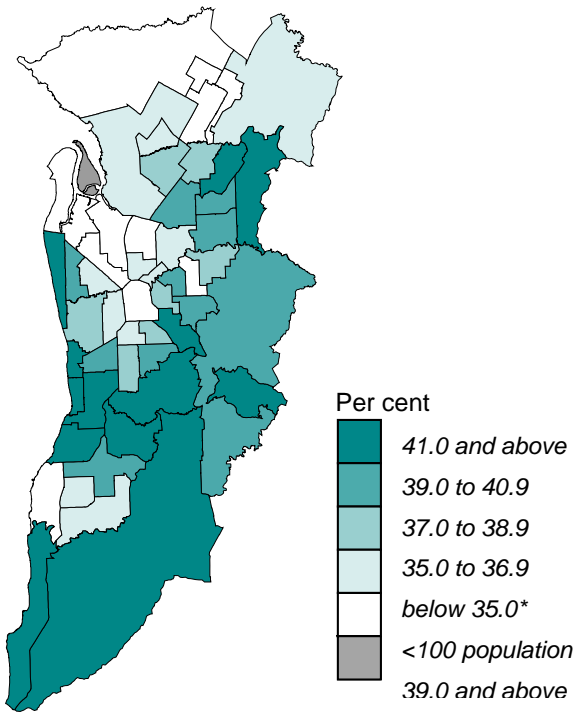 Per cent
41.0 and above
39.0 to 40.9
37.0 to 38.9
35.0 to 36.9
below 35.0*
<100 population
39.0 and above